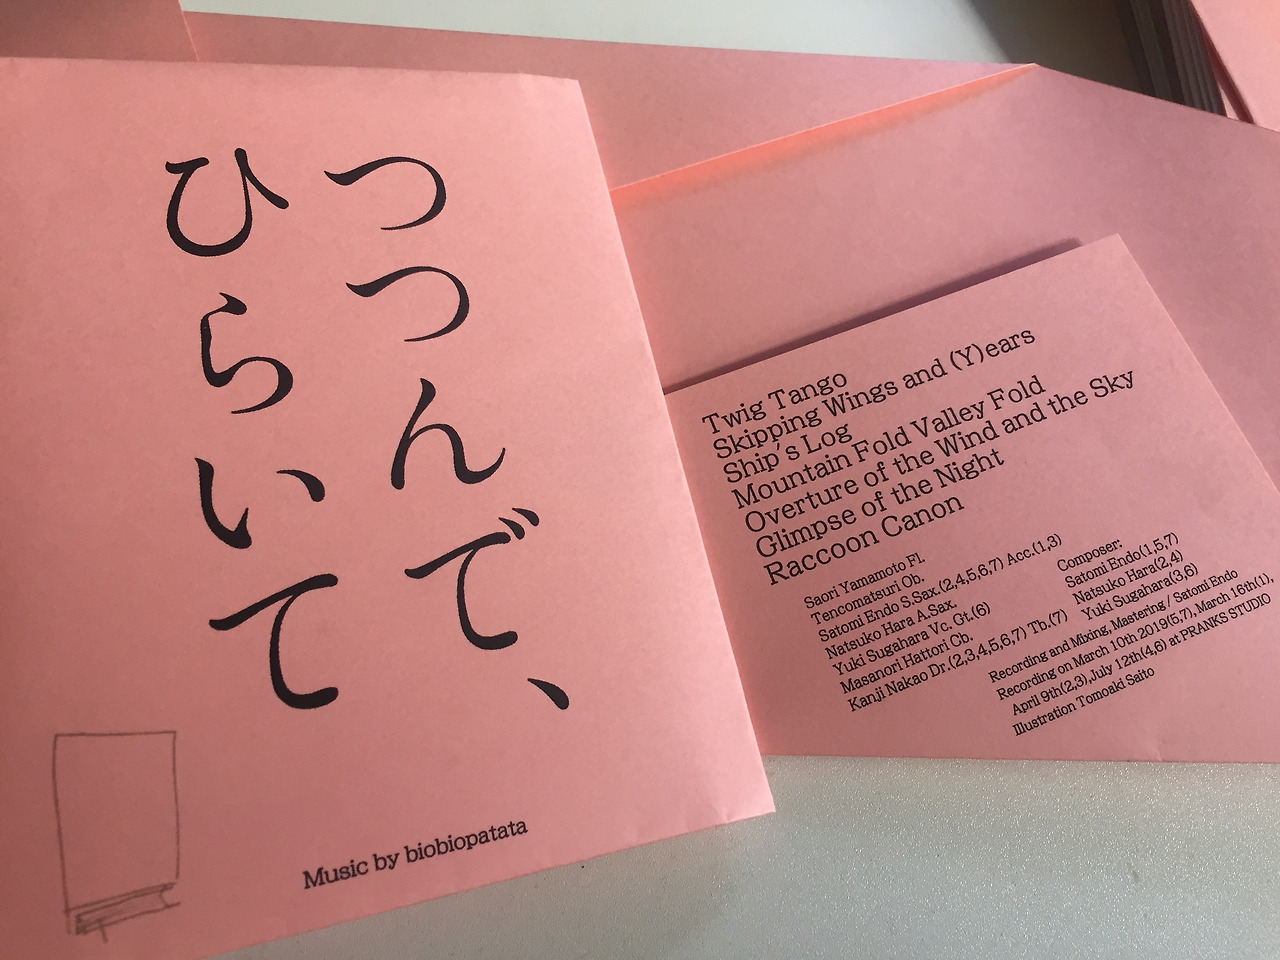 つつんで、
ひらいて
Music by biobiopatata
Twig Tango
Skipping Wings and (Y)ears
Ship's Log
Mountain Fold Valley Fold
Overture of the Wind and the Sky
Glimpse of the Night
Raccoon Canon
Saori Yamamoto Fl.
Tencomatsuri Ob.
Satomi Endo S.Sax.(2,4,5,6,7) Acc.(1,3)
Natsuko Hara A.Sax.
Yuki Sugahara Vc. Gt.(6)
Masanori Hattori Cb.
Kanji Nakao Dr.(2,3,4,5,6,7) Tb.(7)
Composer:
Satomi Endo(1,5,7)
Natsuko Hara(2,4)
Yuki Sugahara(3,6)
Recording and Mixing, Mastering / Satomi Endo
Recording on March 10th 2019(5,7), March 16th(1),
April 9th(2,3),July 12th(4,6) at PRANKS STUDIO
Illustration Tomoaki Saito